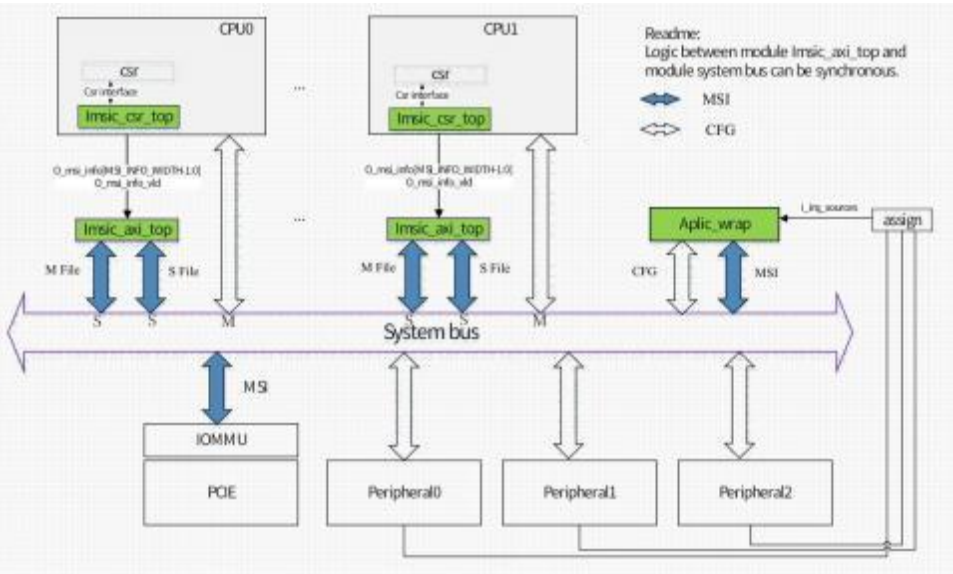 CPU0
csr
Csr interface
Imsic_csr_top
O_msi_info[MSI_INFO_WIDTH-1:0]
O_msi_info_vld
Imsic_axi_top
M File
S File
S
S
M
...
...
CPU1
csr
Csr interface
Imsic_csr_top
O_msi_info[MSI_INFO_WIDTH-1:0]
O_msi_info_vld
Imsic_axi_top
M File
S File
S
S
M
Readme:
Logic between module Imsic_axi_top and
module system bus can be synchronous.
MSI
CFG
Aplic_wrap
i_irq_sources
assign
CFG
MSI
System bus
MSI
IOMMU
PCIE
Peripheral0
Peripheral1
Peripheral2